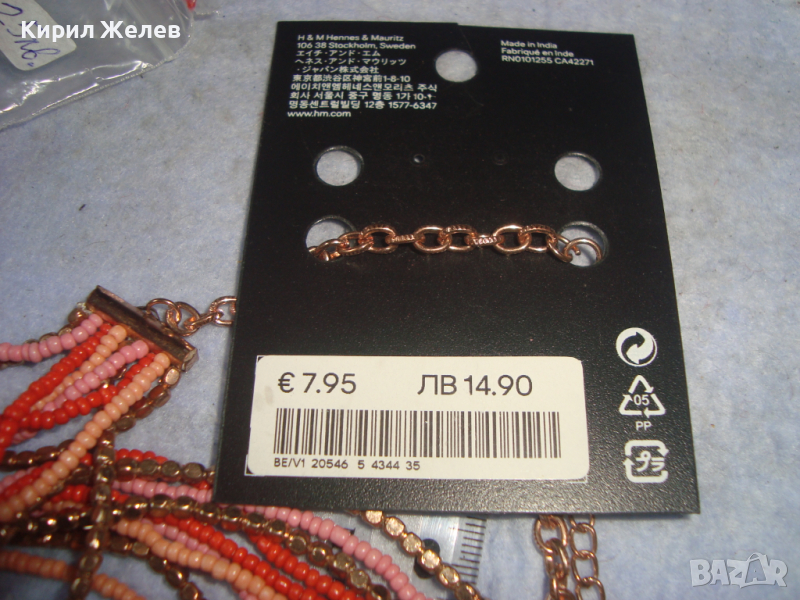 Кирил Желев
H & M Hennes & Mauritz
106 38 Stockholm, Sweden
エイチ・アンド・エム
ヘネス・アンド・マウリッツ
・ジャパン株式会社
東京都渋谷区神宮前1-8-10
에이치앤엠헤네스앤모리츠 주식
회사 서울시 중구 명동 1가 10-1
명동센트럴빌딩 12층 1577-6347
www.hm.com
Made in India
Fabriqué en Inde
RN0101255 CA42271
€ 7.95 ЛВ 14.90
BE/V1 20546 5 4344 35
05
PP
プラ
BAZAR